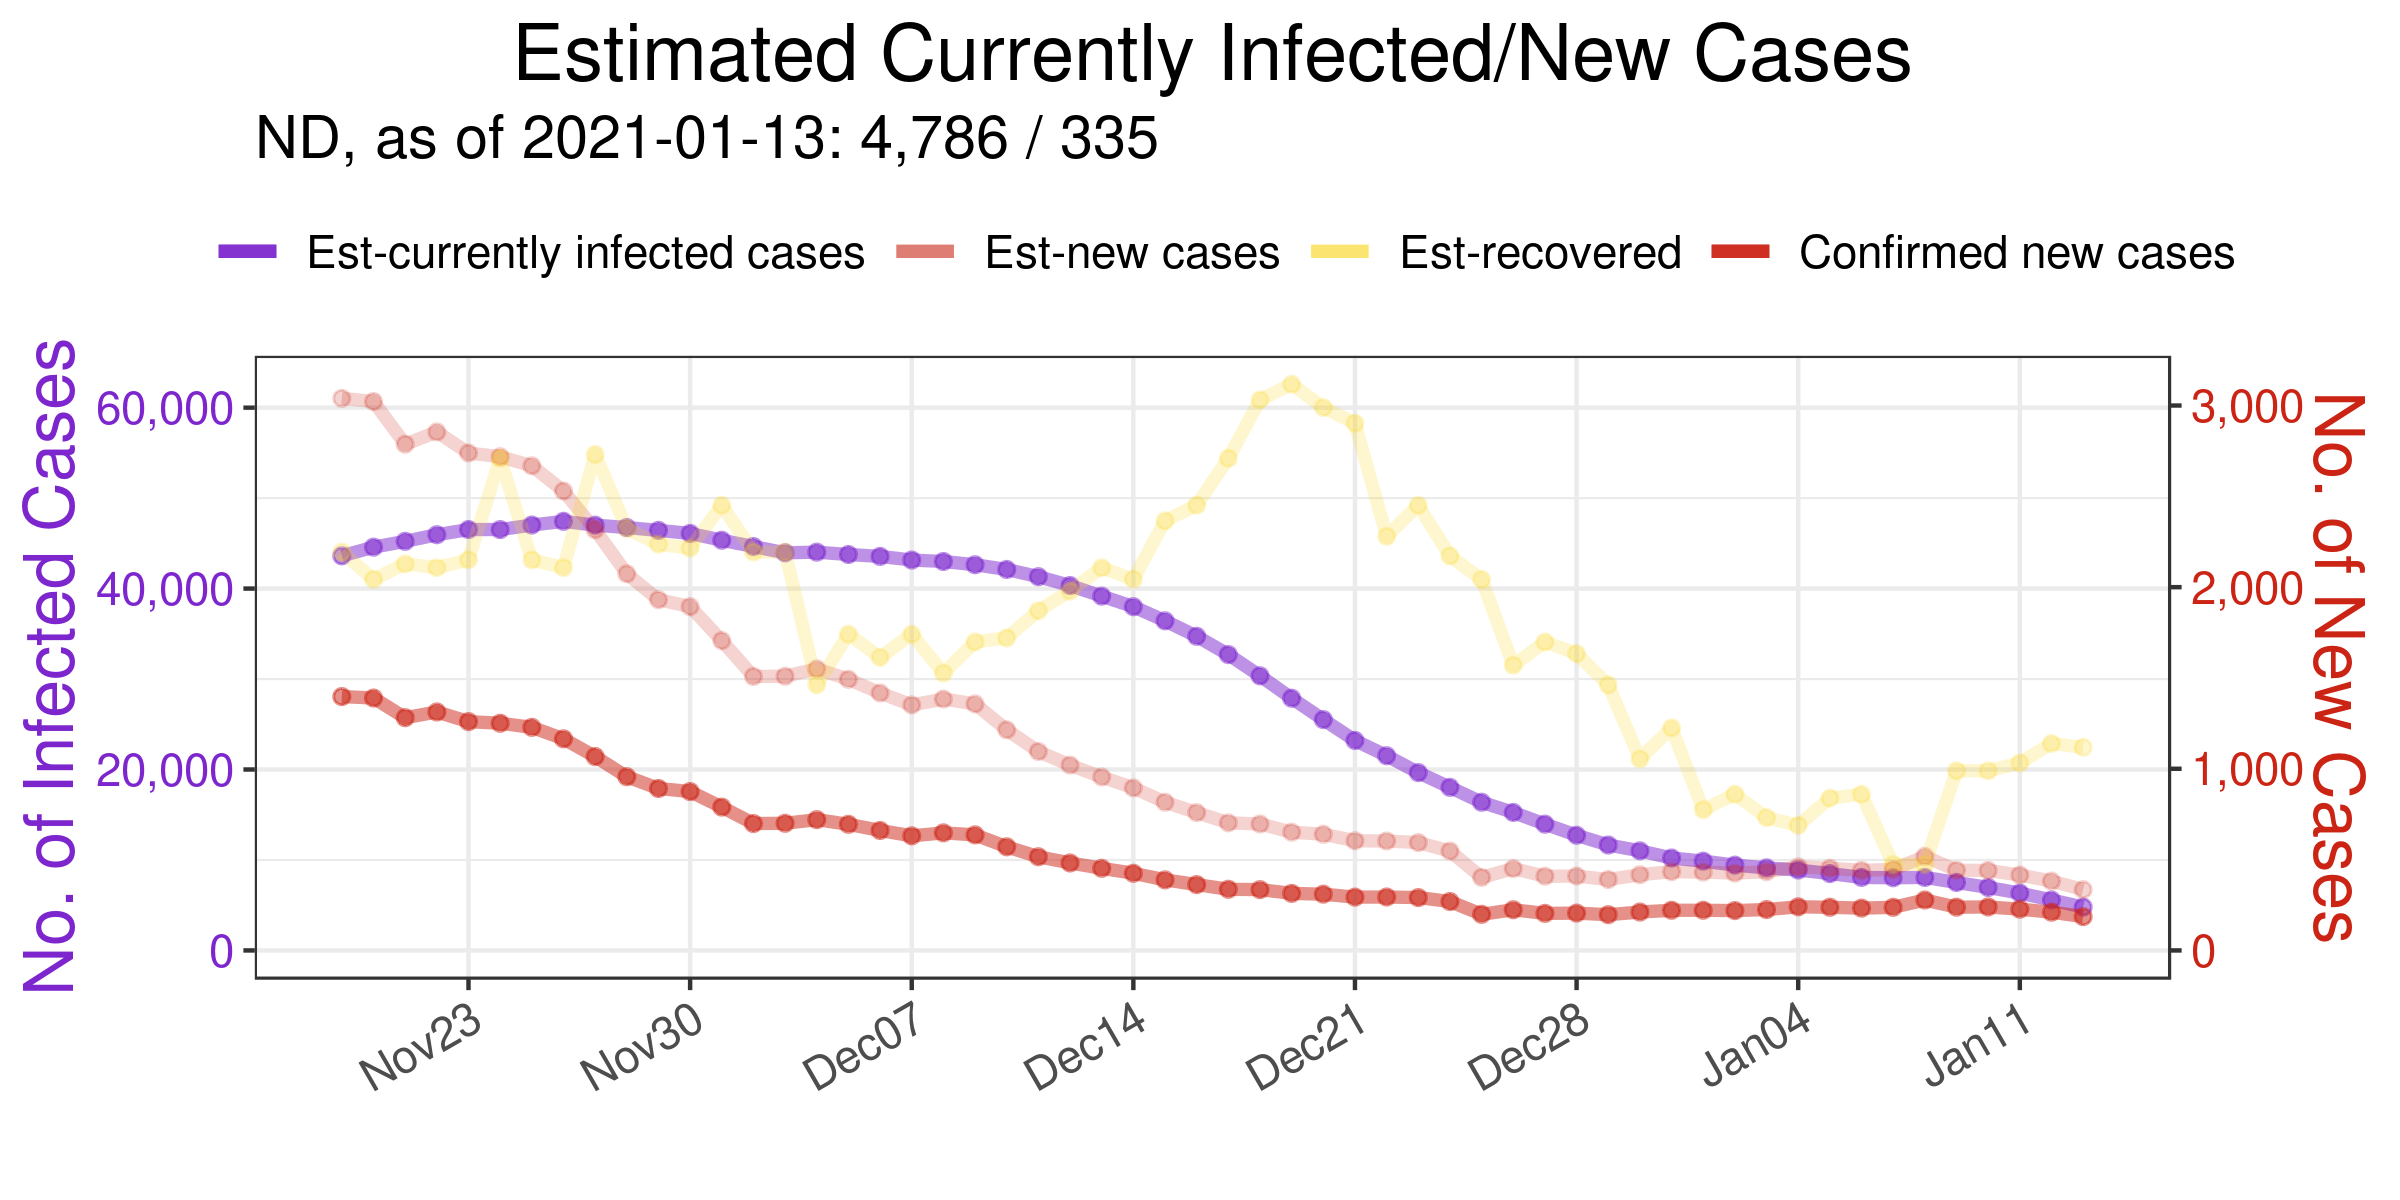 Estimated Currently Infected/New Cases
ND, as of 2021-01-13: 4,786 / 335
Est-currently infected cases Est-new cases Est-recovered Confirmed new cases
No. of Infected Cases
60,000
40,000
20,000
0
3,000
2,000
1,000
0
No. of New Cases
Nov23 Nov30 Dec07 Dec14 Dec21 Dec28 Jan04 Jan11